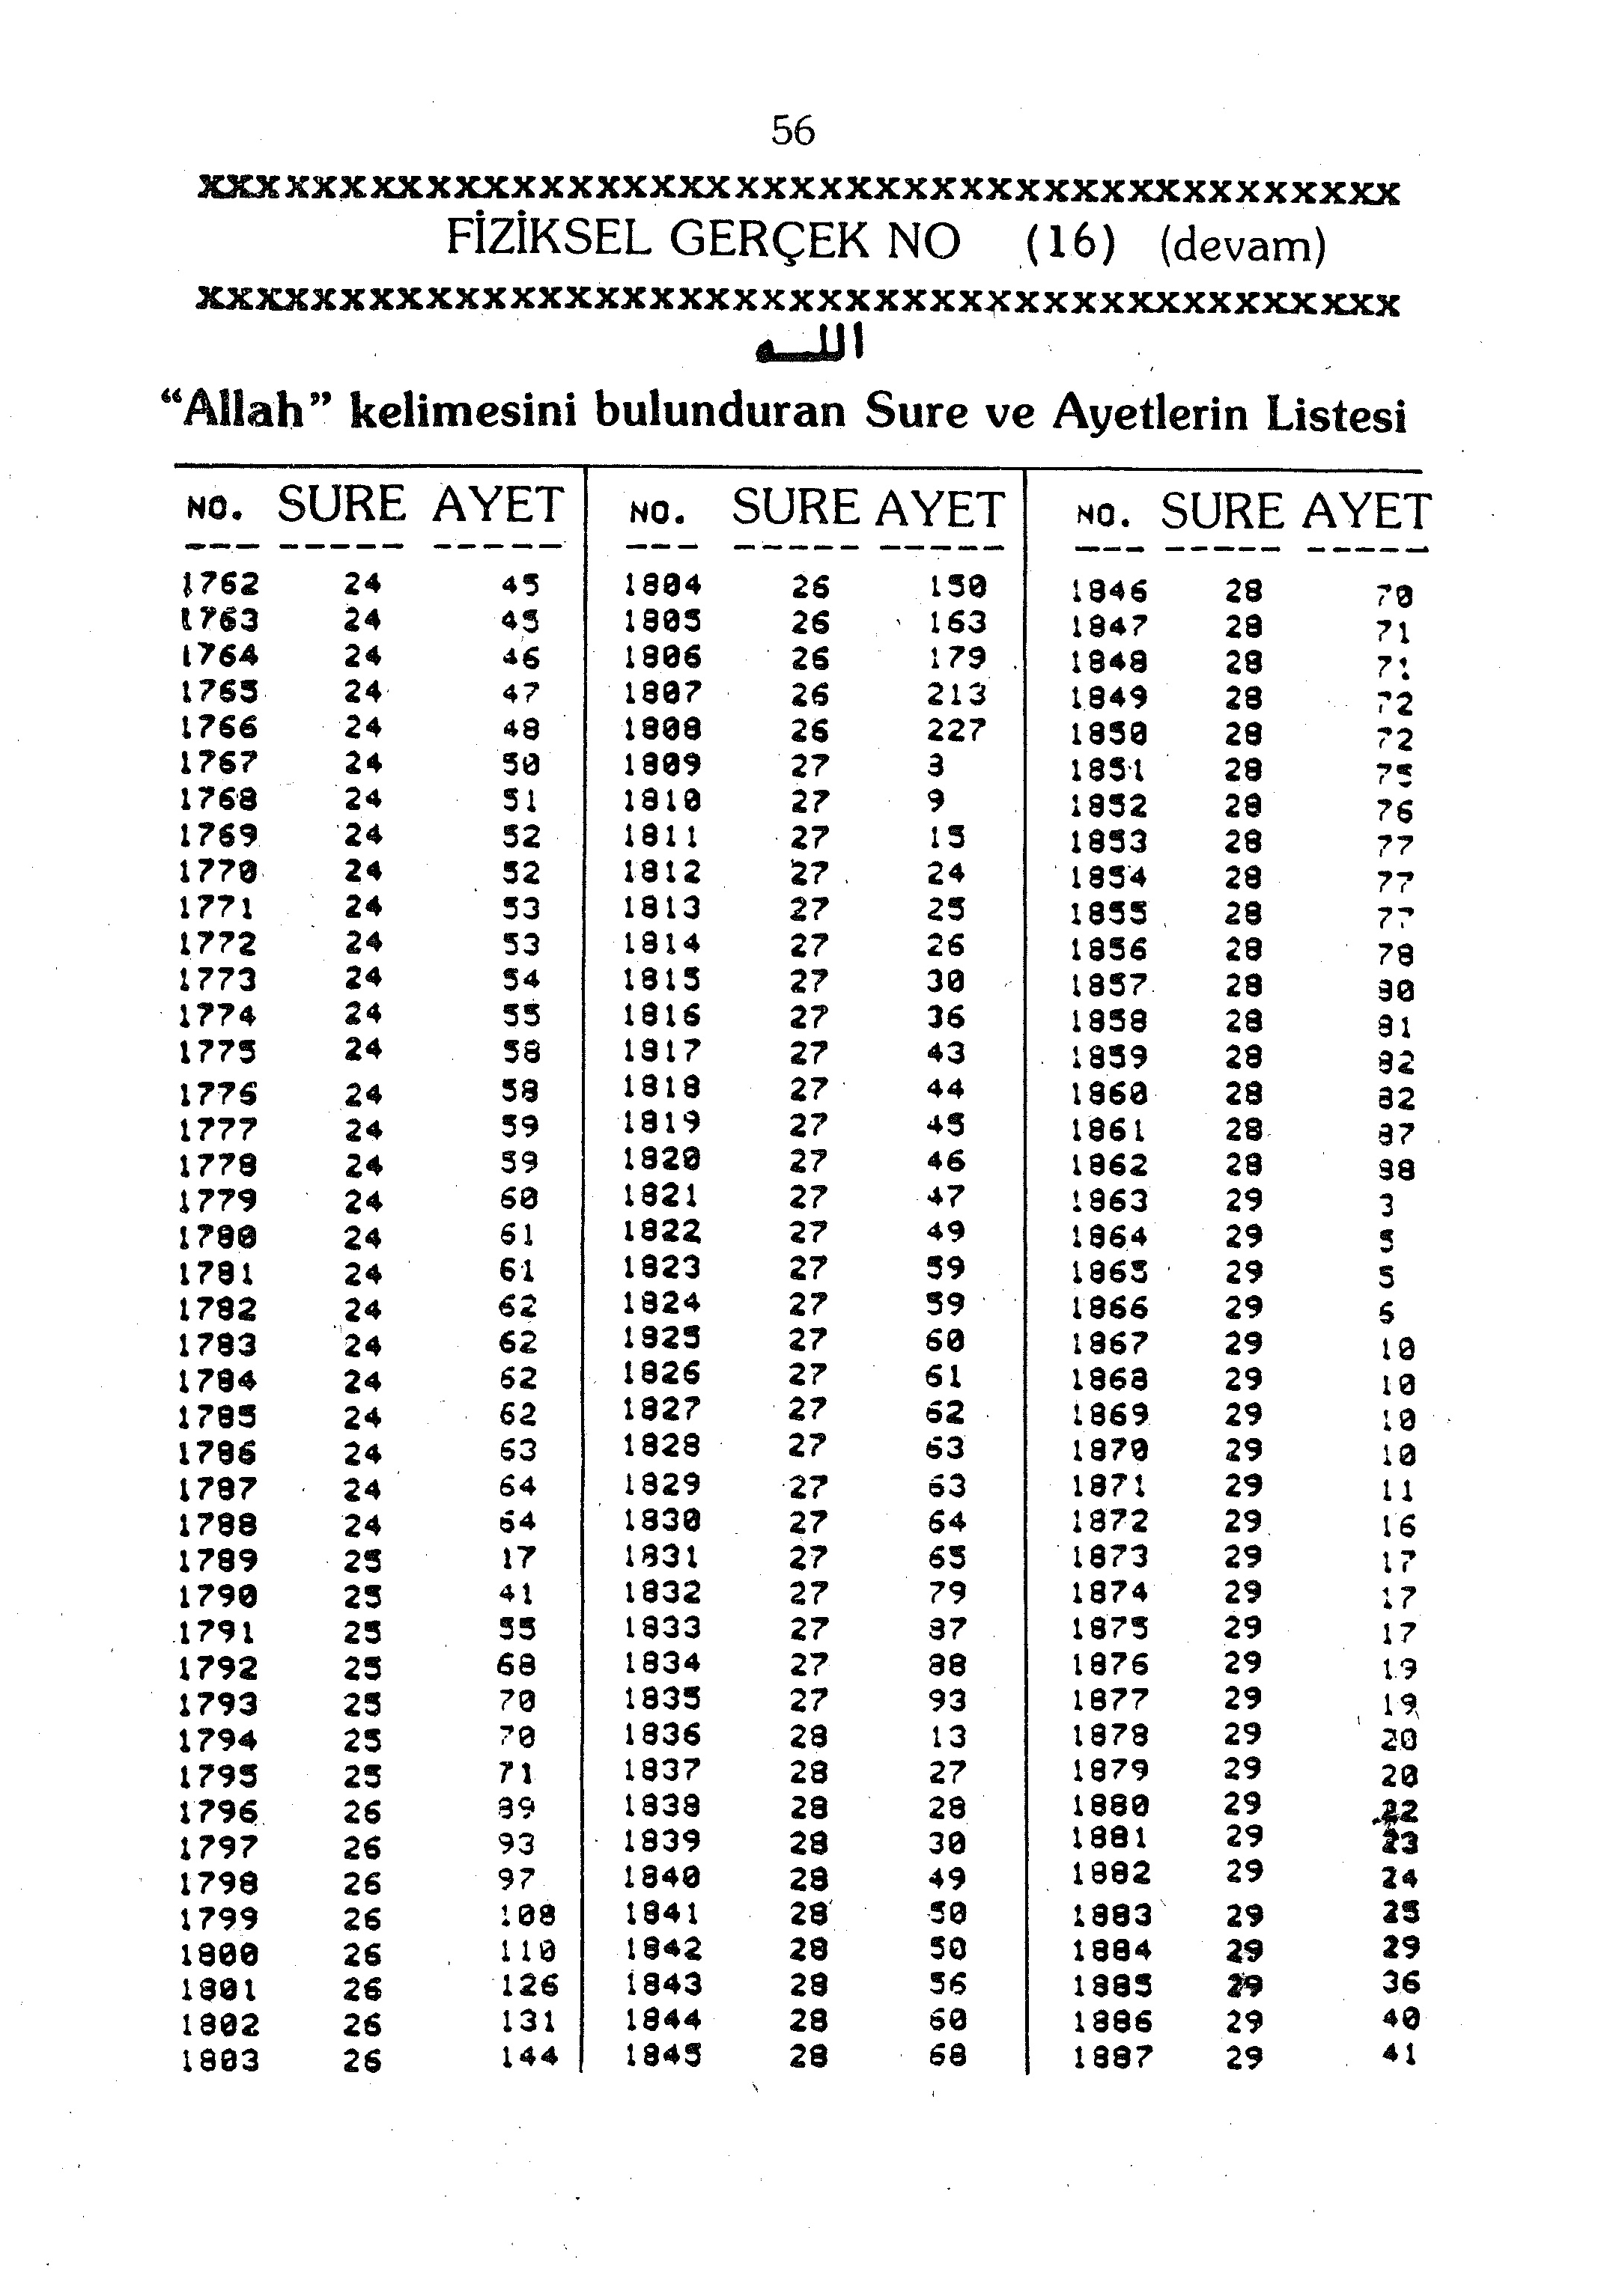 56
XXXXXXXXXXXXXXXXXXXXXXXXXXXXXXXXXXXXXXXXXXX
FİZİKSEL GERÇEK NO (16) (devam)
XXXXXXXXXXXXXXXXXXXXXXXXXXXXXXXXXXXXXXXXXXX
اللـه
“Allah” kelimesini bulunduran Sure ve Ayetlerin Listesi
NO. SURE AYET NO. SURE AYET NO. SURE AYET
--- ----- ----- --- ----- ----- --- ----- -----
1762 24 45 1804 26 150 1846 28 70
1763 24 45 1805 26 163 1847 28 71
1764 24 46 1806 26 179 1848 28 71
1765 24 47 1807 26 213 1849 28 72
1766 24 48 1808 26 227 1850 28 72
1767 24 50 1809 27 8 1851 28 75
1768 24 51 1810 27 9 1852 28 76
1769 24 52 1811 27 15 1853 28 77
1770 24 52 1812 27 24 1854 28 77
1771 24 53 1813 27 25 1855 28 77
1772 24 53 1814 27 26 1856 28 78
1773 24 54 1815 27 30 1857 28 80
1774 24 55 1816 27 36 1858 28 81
1775 24 58 1817 27 43 1859 28 82
1776 24 58 1818 27 44 1860 28 82
1777 24 59 1819 27 45 1861 28 87
1778 24 59 1820 27 46 1862 28 88
1779 24 60 1821 27 47 1863 29 3
1780 24 61 1822 27 49 1864 29 5
1781 24 61 1823 27 59 1865 29 5
1782 24 62 1824 27 59 1866 29 6
1783 24 62 1825 27 60 1867 29 10
1784 24 62 1826 27 61 1868 29 10
1785 24 62 1827 27 62 1869 29 10
1786 24 63 1828 27 63 1870 29 10
1787 24 64 1829 27 63 1871 29 11
1788 24 64 1830 27 64 1872 29 16
1789 25 17 1831 27 65 1873 29 17
1790 25 41 1832 27 79 1874 29 17
1791 25 55 1833 27 87 1875 29 17
1792 25 68 1834 27 88 1876 29 19
1793 25 70 1835 27 93 1877 29 19
1794 25 70 1836 28 13 1878 29 20
1795 25 71 1837 28 27 1879 29 20
1796 26 89 1838 28 28 1880 29 22
1797 26 93 1839 28 30 1881 29 23
1798 26 97 1840 28 49 1882 29 24
1799 26 108 1841 28 50 1883 29 25
1800 26 110 1842 28 50 1884 29 29
1801 26 126 1843 28 56 1885 29 36
1802 26 131 1844 28 60 1886 29 40
1803 26 144 1845 28 68 1887 29 41